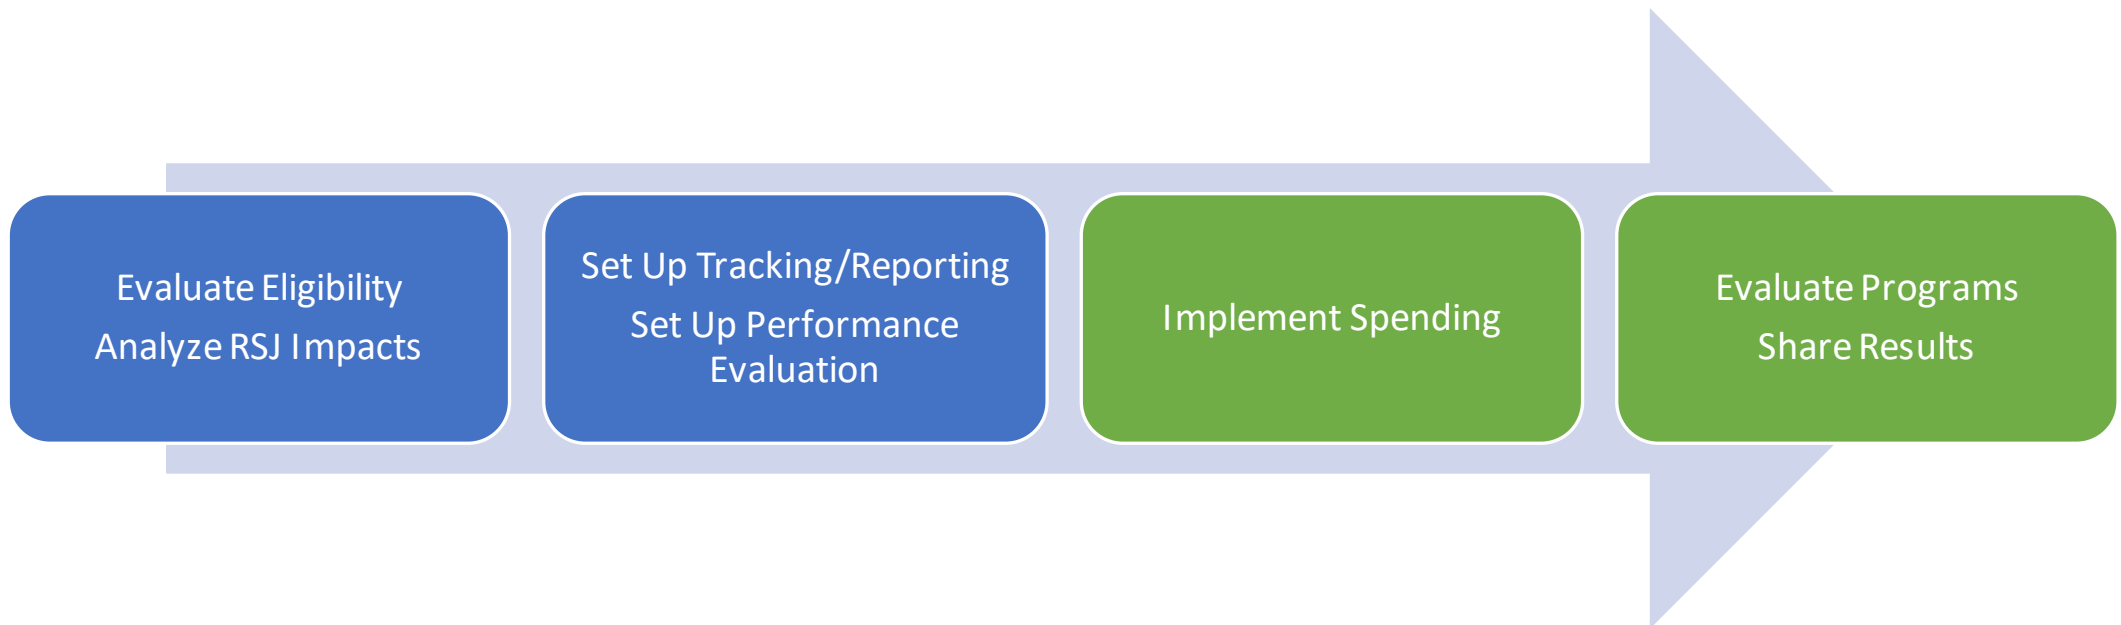 Evaluate Eligibility
Analyze RSJ Impacts
Set Up Tracking/Reporting
Set Up Performance
Evaluation
Implement Spending
Evaluate Programs
Share Results